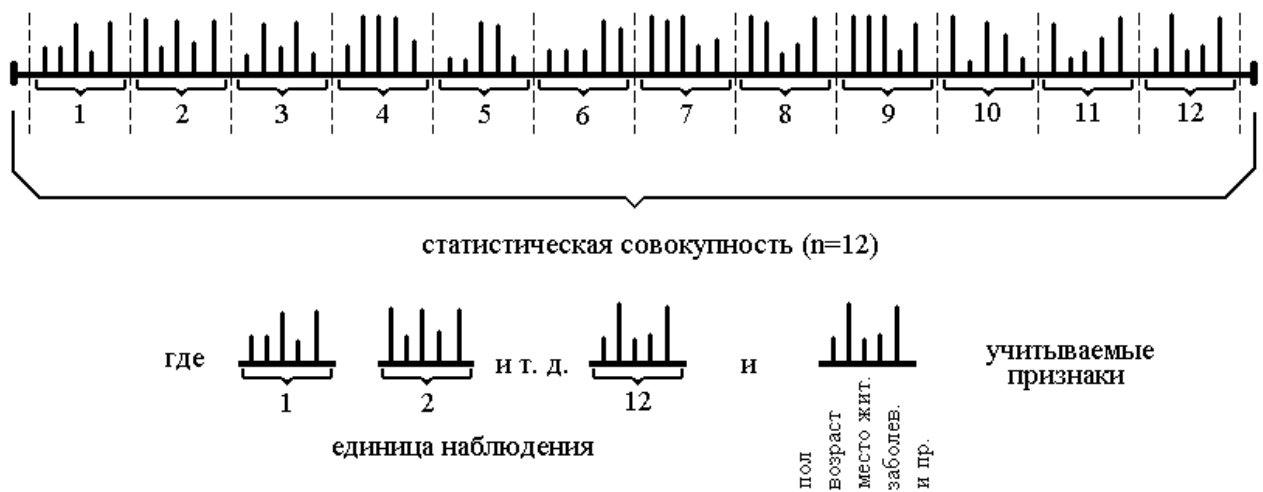 1 2 3 4 5 6 7 8 9 10 11 12
статистическая совокупность (n=12)
где и т. д. и
1 2 12
единица наблюдения
пол
возраст
место жит.
заболев.
и пр.
учитываемые
признаки